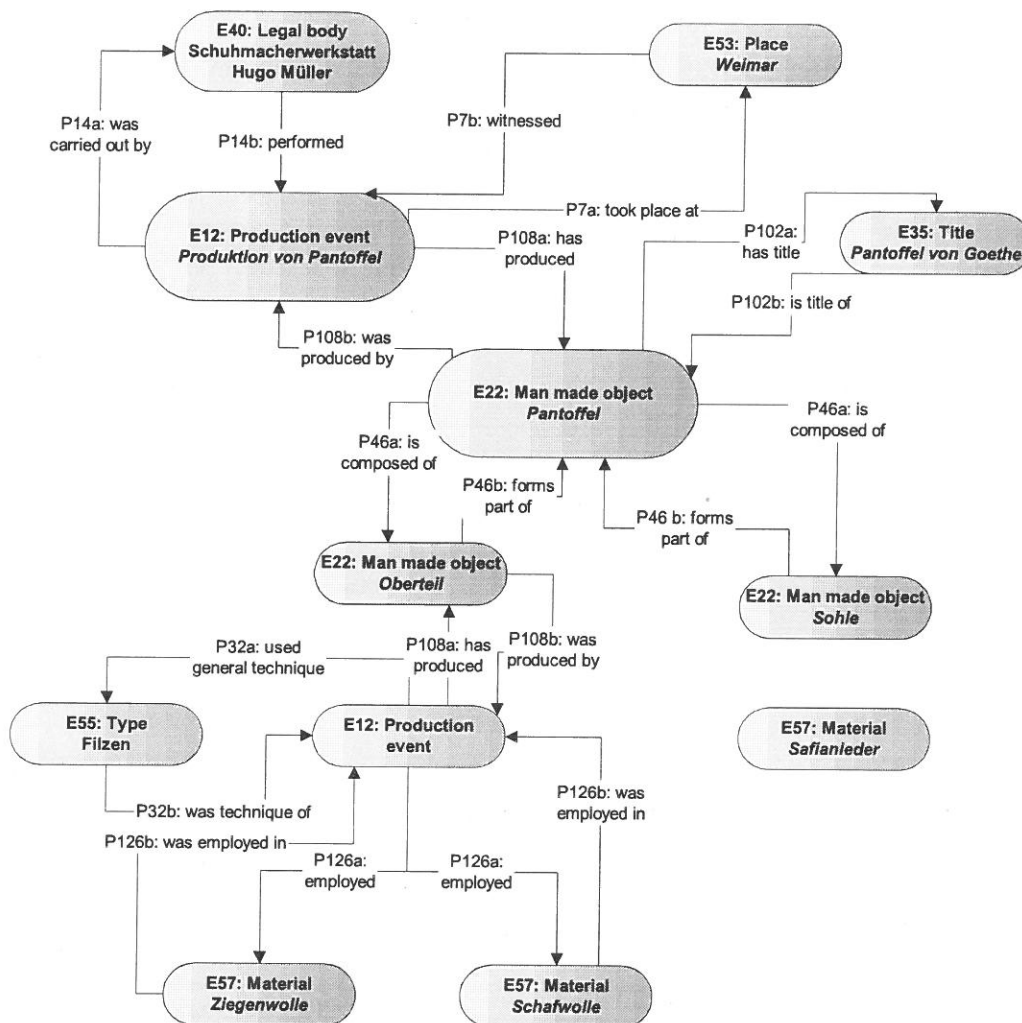 E40: Legal body
Schuhmacherwerkstatt
Hugo Müller
E53: Place
Weimar
P14a: was
carried out by
P14b: performed
P7b: witnessed
P7a: took place at
E12: Production event
Produktion von Pantoffel
P108a: has
produced
P102a: has
has title
E35: Title
Pantoffel von Goethe
P102b: is title of
P108b: was
produced by
E22: Man made object
Pantoffel
P46a: is
composed of
P46a: is
composed of
P46b: forms
part of
P46 b: forms
part of
E22: Man made object
Oberteil
E22: Man made object
Sohle
P32a: used
general technique
P108a: has
produced
P108b: was
produced by
E55: Type
Filzen
E12: Production
event
E57: Material
Safianleder
P32b: was technique of
P126b: was employed in
P126b: was
employed in
P126a:
employed
P126a:
employed
E57: Material
Ziegenwolle
E57: Material
Schafwolle